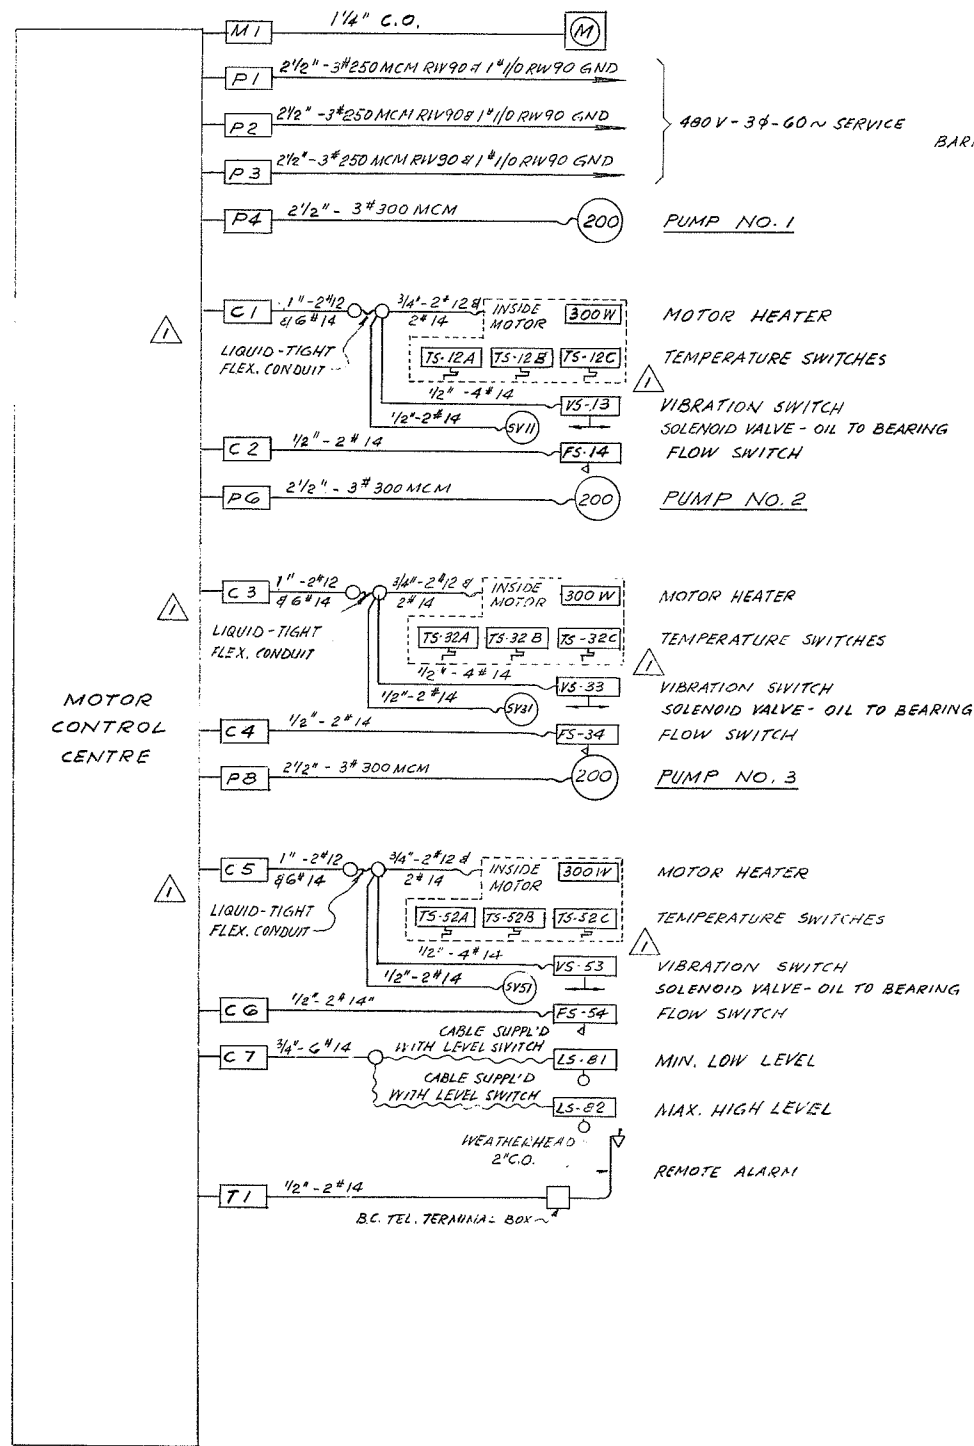 M1 1¼" C.O. M
P1 2½" - 3#250 MCM RW90 & 1#1/0 RW90 GND
P2 2½" - 3#250 MCM RW90 & 1#1/0 RW90 GND
480 V - 3φ - 60~ SERVICE
BAR
P3 2½" - 3#250 MCM RW90 & 1#1/0 RW90 GND
P4 2½" - 3#300 MCM 200 PUMP NO. 1
C1 1" - 2#12 & 6#14 ¾" - 2#12 & 2#14 INSIDE MOTOR 300W MOTOR HEATER
1
LIQUID-TIGHT FLEX. CONDUIT
TS-12A TS-12B TS-12C TEMPERATURE SWITCHES
1
½" - 4#14 VS-13 VIBRATION SWITCH
½" - 2#14 SV11 SOLENOID VALVE - OIL TO BEARING
C2 ½" - 2#14 FS-14 FLOW SWITCH
P6 2½" - 3#300 MCM 200 PUMP NO. 2
C3 1" - 2#12 & 6#14 ¾" - 2#12 & 2#14 INSIDE MOTOR 300W MOTOR HEATER
1
LIQUID-TIGHT FLEX. CONDUIT
TS-32A TS-32B TS-32C TEMPERATURE SWITCHES
1
½" - 4#14 VS-33 VIBRATION SWITCH
½" - 2#14 SV31 SOLENOID VALVE - OIL TO BEARING
MOTOR
CONTROL
CENTRE
C4 ½" - 2#14 FS-34 FLOW SWITCH
P8 2½" - 3#300 MCM 200 PUMP NO. 3
C5 1" - 2#12 & 6#14 ¾" - 2#12 & 2#14 INSIDE MOTOR 300W MOTOR HEATER
1
LIQUID-TIGHT FLEX. CONDUIT
TS-52A TS-52B TS-52C TEMPERATURE SWITCHES
1
½" - 4#14 VS-53 VIBRATION SWITCH
½" - 2#14 SV51 SOLENOID VALVE - OIL TO BEARING
C6 ½" - 2#14" FS-54 FLOW SWITCH
C7 ¾" - 6#14 CABLE SUPPL'D WITH LEVEL SWITCH LS-81 MIN. LOW LEVEL
CABLE SUPPL'D WITH LEVEL SWITCH LS-82 MAX. HIGH LEVEL
WEATHERHEAD
2" C.O.
REMOTE ALARM
T1 ½" - 2#14
B.C. TEL. TERMINAL BOX